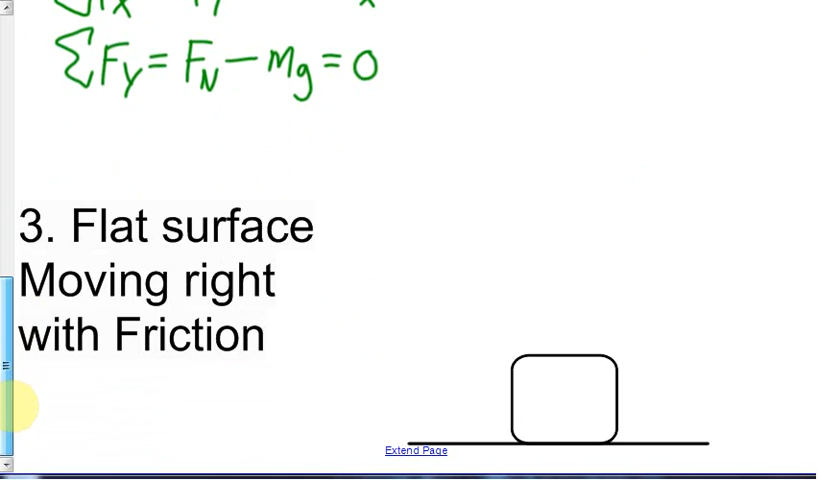 ΣFy = FN − mg = 0
3. Flat surface
Moving right
with Friction
Extend Page